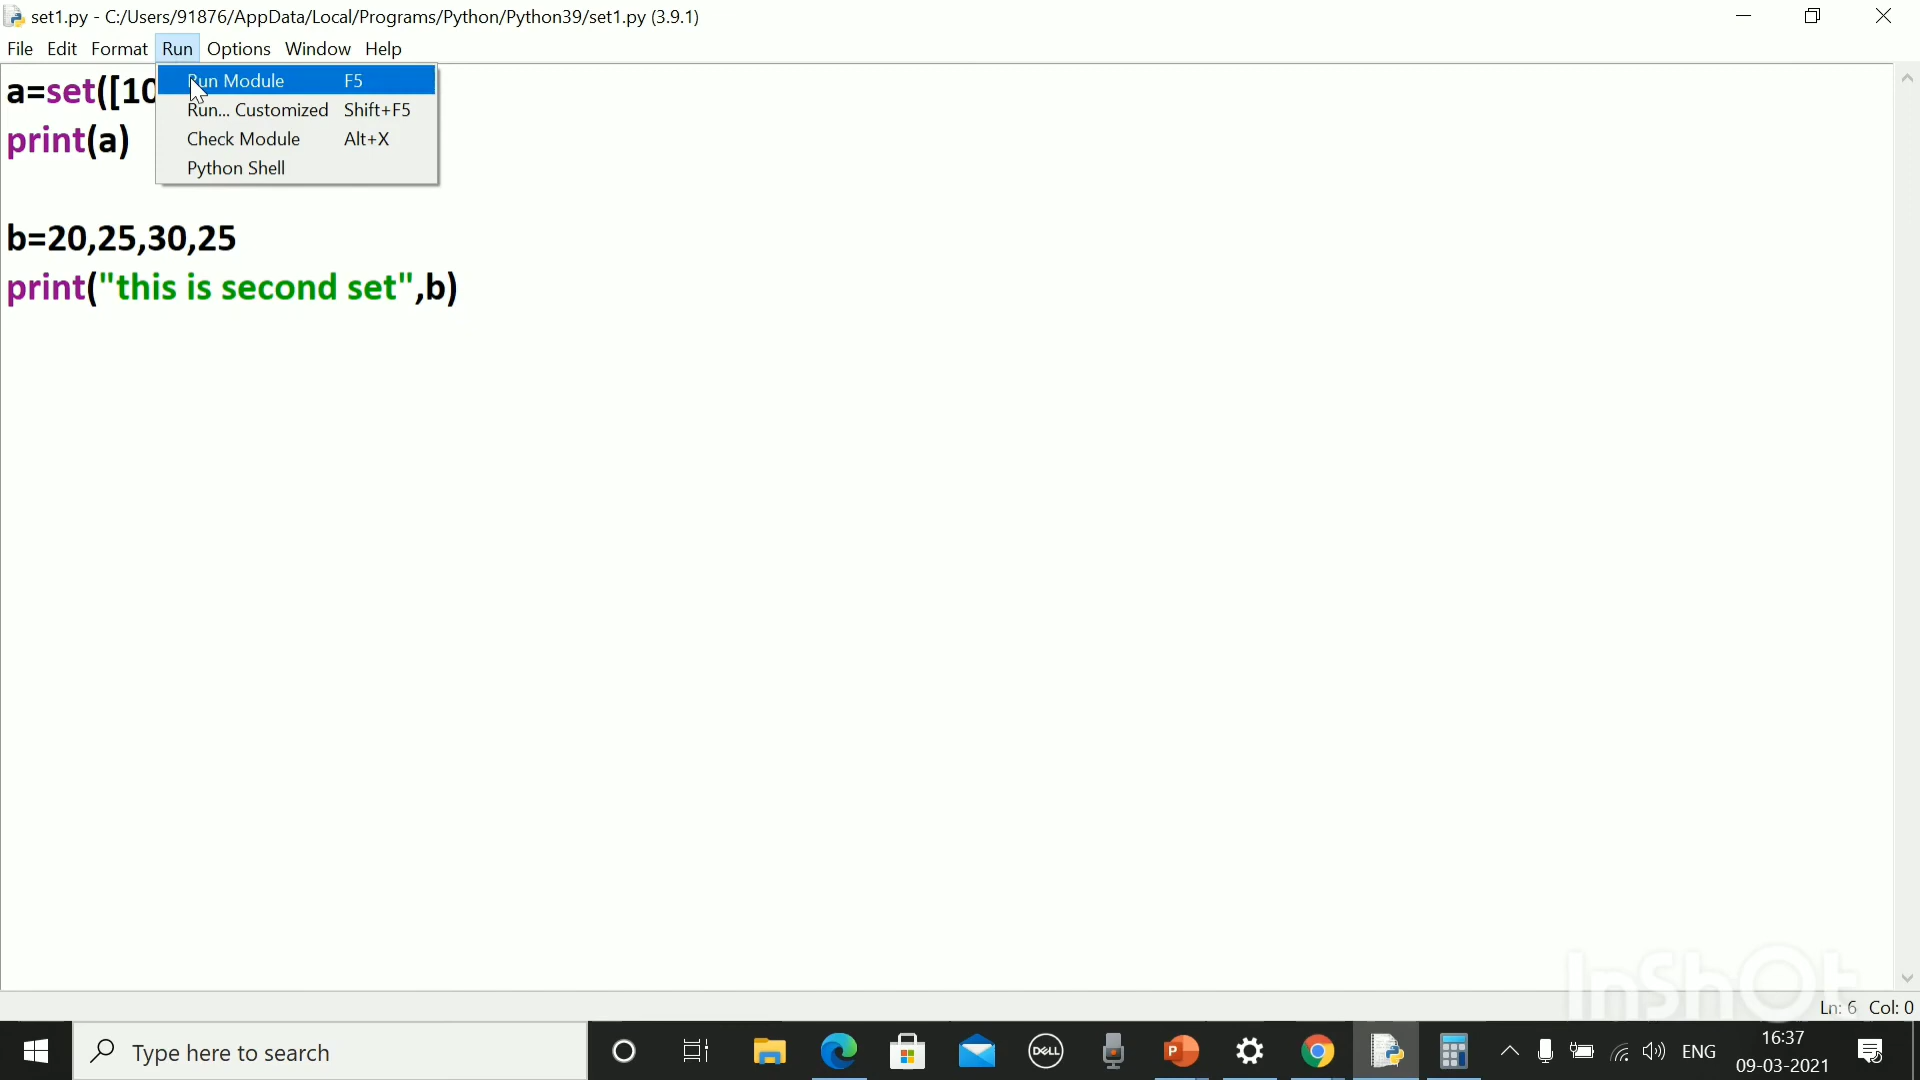 set1.py - C:/Users/91876/AppData/Local/Programs/Python/Python39/set1.py (3.9.1)
File Edit Format Run Options Window Help
a=set([10
Run Module F5
Run... Customized Shift+F5
print(a)
Check Module Alt+X
Python Shell
b=20,25,30,25
print("this is second set",b)
InShOt
Ln: 6 Col: 0
Type here to search
DELL
P
ENG
16:37
09-03-2021